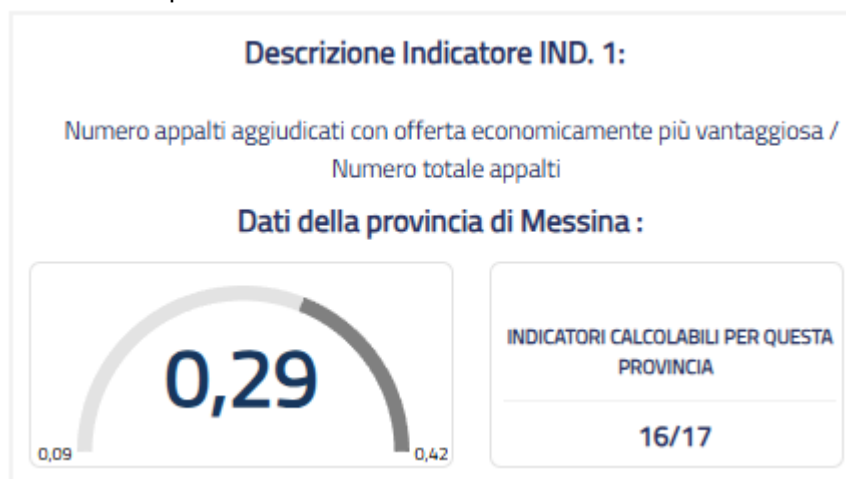 Descrizione Indicatore IND. 1:
Numero appalti aggiudicati con offerta economicamente più vantaggiosa /
Numero totale appalti
Dati della provincia di Messina :
0,29
0,09
0,42
INDICATORI CALCOLABILI PER QUESTA
PROVINCIA
16/17